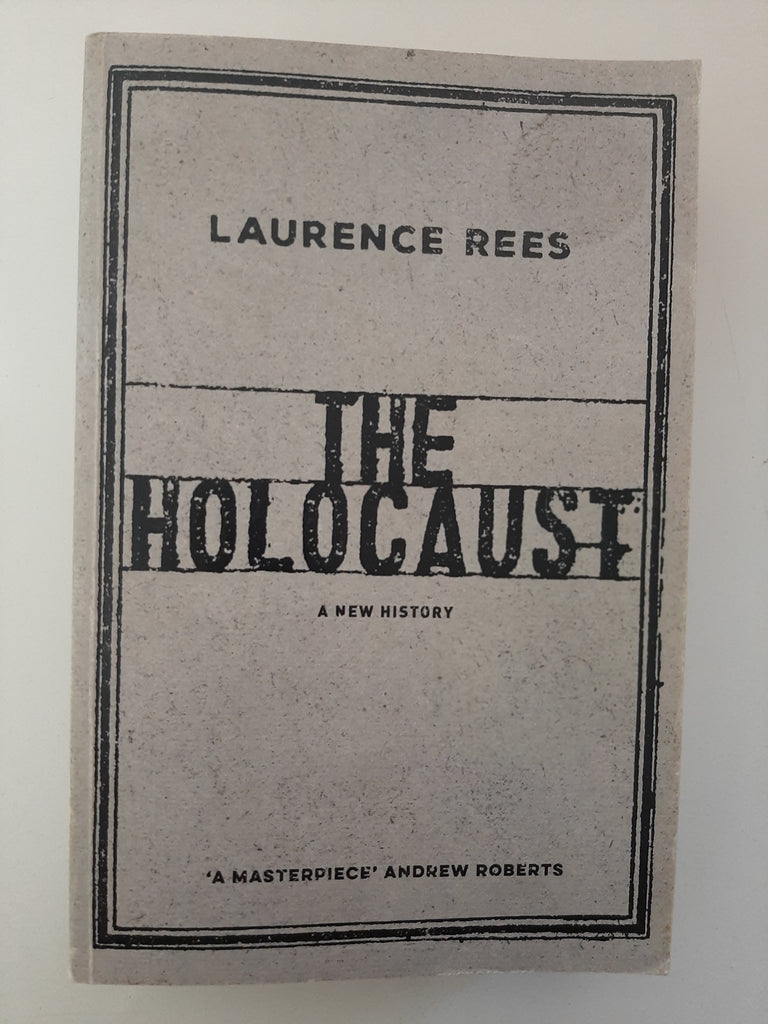 LAURENCE REES
THE
HOLOCAUST
A NEW HISTORY
‘A MASTERPIECE’ ANDREW ROBERTS